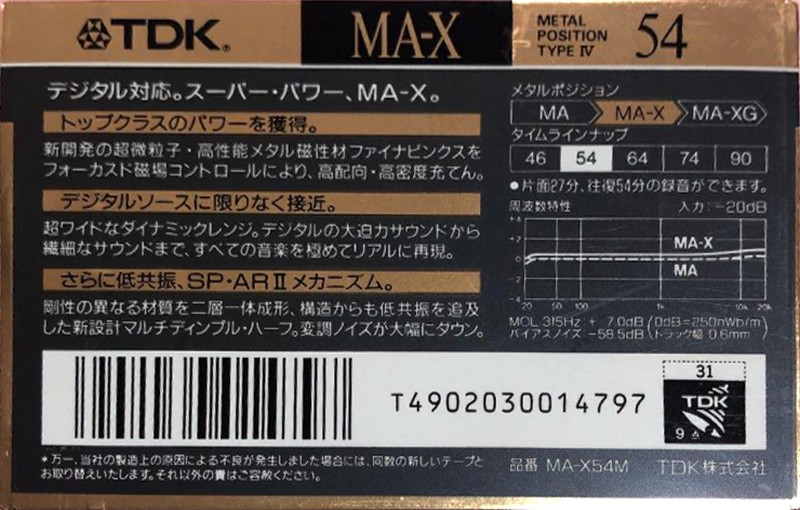 TDK®
MA-X
METAL
POSITION
TYPE IV
54
デジタル対応。スーパー・パワー、MA-X。
トップクラスのパワーを獲得。
新開発の超微粒子・高性能メタル磁性材ファイナビンクスを
フォーカスド磁場コントロールにより、高配向・高密度充てん。
デジタルソースに限りなく接近。
超ワイドなダイナミックレンジ。デジタルの大迫力サウンドから
繊細なサウンドまで、すべての音楽を極めてリアルに再現。
さらに低共振、SP・ARⅡメカニズム。
剛性の異なる材質を二層一体成形、構造からも低共振を追及
した新設計マルチディンプル・ハーフ。変調ノイズが大幅にダウン。
メタルポジション
MA MA-X MA-XG
タイムラインナップ
46 54 64 74 90
●片面27分、往復54分の録音ができます。
周波数特性 入力:-20dB
+4
+2
0
-2
-4
MA-X
MA
20 50 100 1k 10k 20k
MOL 315Hz + 7.0dB (0dB=250nWb/m)
バイアスノイズ -58.5dB (トラック幅 0.6mm)
T4902030014797
31
TDK
9
*万一、当社の製造上の原因による不良が発生しました場合には、同数の新しいテープと
お取り替えいたします。それ以外の責はご容赦ください。
品番 MA-X54M TDK株式会社